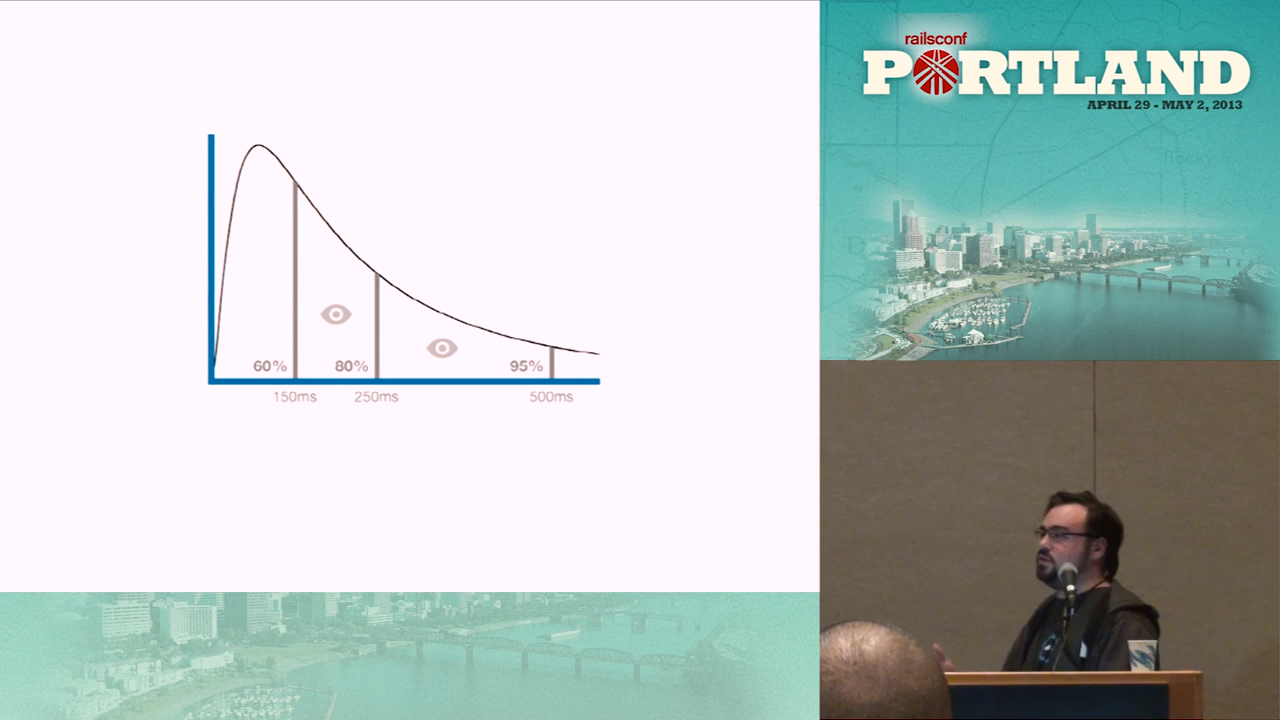 60%
80%
95%
150ms
250ms
500ms
railsconf
PORTLAND
APRIL 29 - MAY 2, 2013